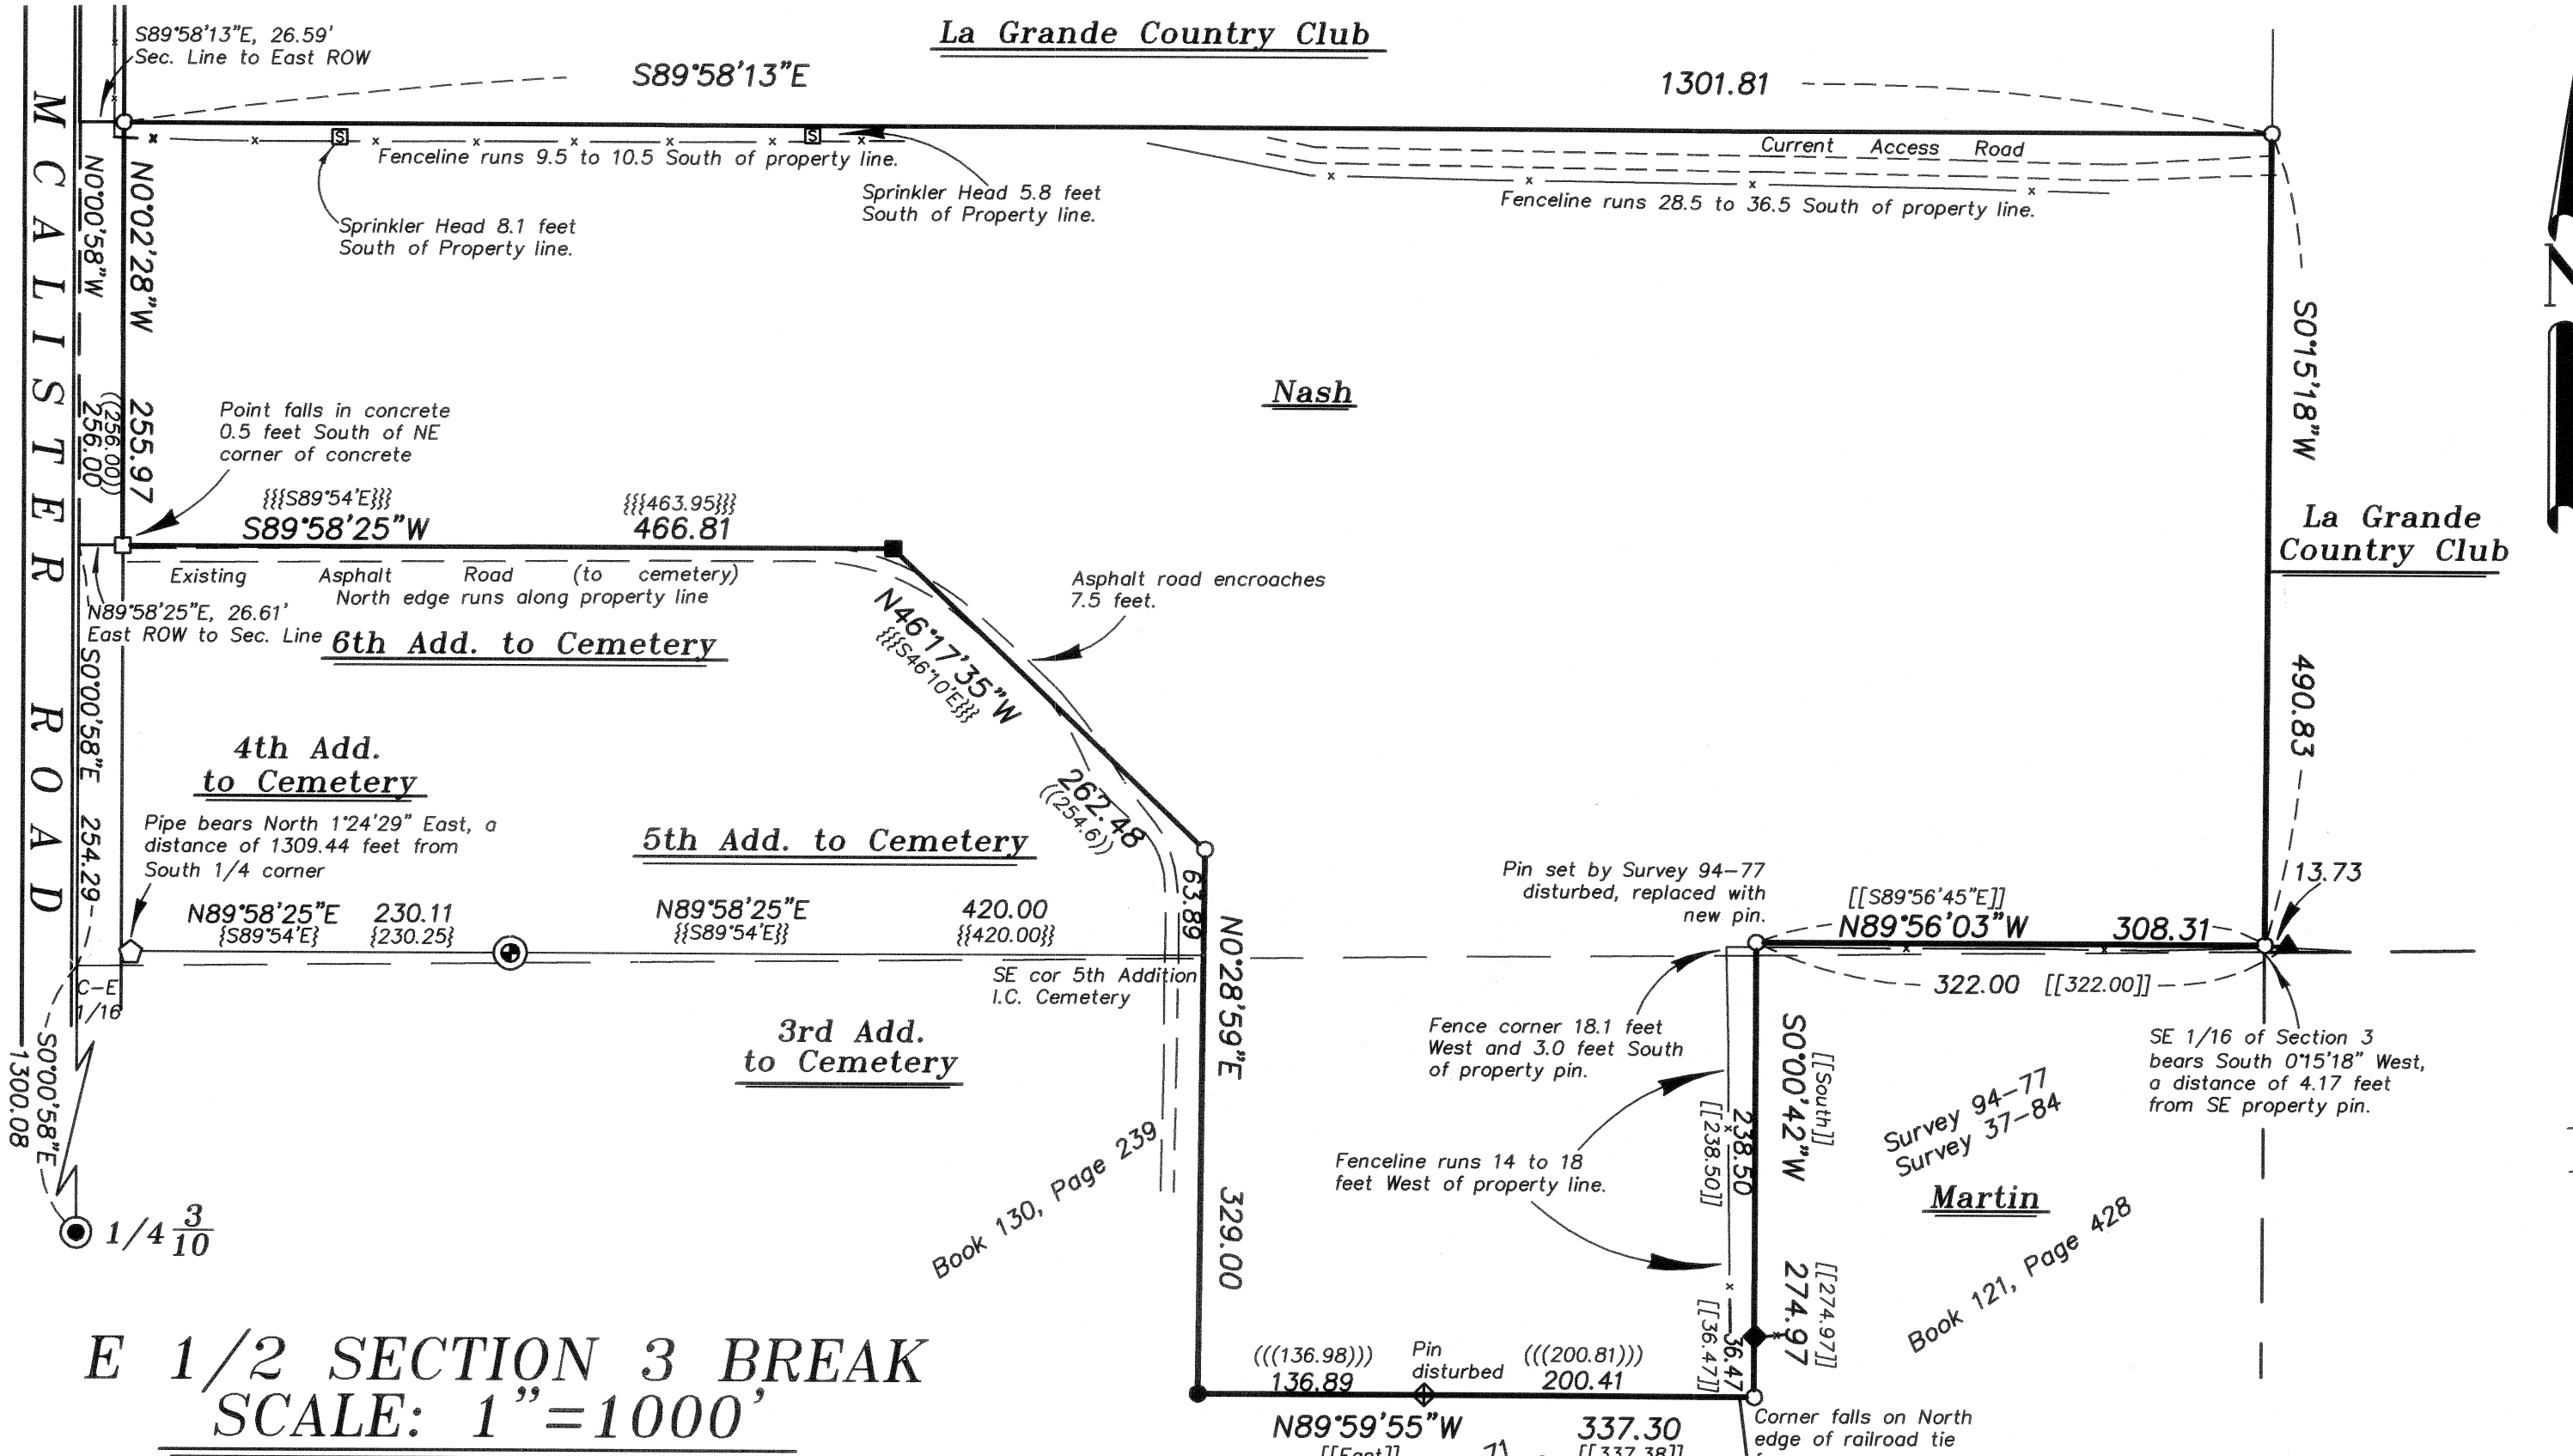 La Grande Country Club
S89°58'13"E, 26.59'
Sec. Line to East ROW
S89°58'13"E
1301.81
MCALISTER ROAD
Fenceline runs 9.5 to 10.5 South of property line.
S
S
Current Access Road
Fenceline runs 28.5 to 36.5 South of property line.
Sprinkler Head 8.1 feet
South of Property line.
Sprinkler Head 5.8 feet
South of Property line.
N0°00'58"W
((256.00))
256.00
N0°02'28"W
255.97
S0°15'18"W
490.83
Nash
Point falls in concrete
0.5 feet South of NE
corner of concrete
{{{S89°54'E}}}
{{{463.95}}}
S89°58'25"W
466.81
La Grande
Country Club
Existing Asphalt Road (to cemetery)
North edge runs along property line
N89°58'25"E, 26.61'
East ROW to Sec. Line
6th Add. to Cemetery
Asphalt road encroaches
7.5 feet.
N46°17'35"W
{{{S46°10'E}}}
262.48
((254.6))
S0°00'58"E 254.29
4th Add.
to Cemetery
Pipe bears North 1°24'29" East, a
distance of 1309.44 feet from
South 1/4 corner
5th Add. to Cemetery
63.89
N89°58'25"E 230.11
{S89°54'E} {230.25}
N89°58'25"E 420.00
{{S89°54'E}} {{420.00}}
SE cor 5th Addition
I.C. Cemetery
C-E
1/16
N0°28'59"E
329.00
Pin set by Survey 94-77
disturbed, replaced with
new pin.
[[S89°56'45"E]]
N89°56'03"W 308.31
13.73
322.00 [[322.00]]
3rd Add.
to Cemetery
S0°00'58"E
1300.08
Fence corner 18.1 feet
West and 3.0 feet South
of property pin.
SE 1/16 of Section 3
bears South 0°15'18" West,
a distance of 4.17 feet
from SE property pin.
S0°00'42"W
[[South]]
238.50
[[238.50]]
Survey 94-77
Survey 37-84
Book 130, Page 239
Fenceline runs 14 to 18
feet West of property line.
Martin
Book 121, Page 428
274.97
[[274.97]]
36.47
[[36.47]]
1/4 3/10
E 1/2 SECTION 3 BREAK
SCALE: 1"=1000'
(((136.98)))
136.89
Pin
disturbed
(((200.81)))
200.41
N89°59'55"W 337.30
[[East]] [[337.38]]
Corner falls on North
edge of railroad tie